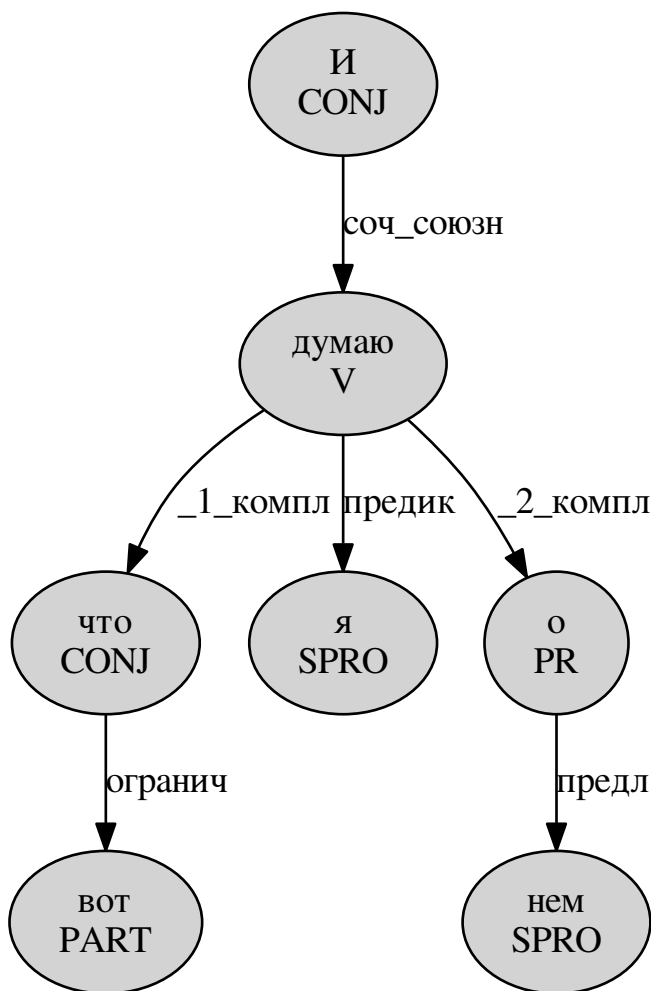 И
CONJ
соч_союзн
думаю
V
_1_компл
предик
_2_компл
что
CONJ
я
SPRO
о
PR
огранич
предл
вот
PART
нем
SPRO